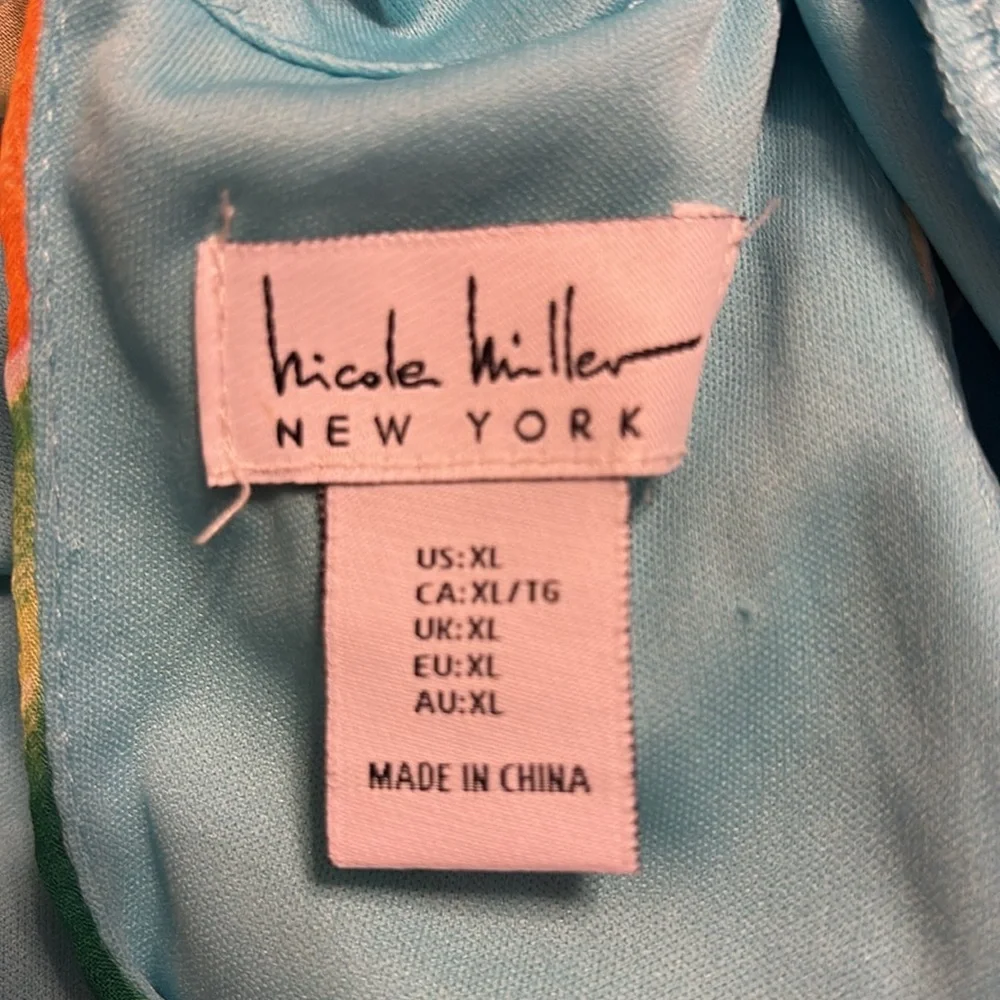 Nicole Miller
NEW YORK
US:XL
CA:XL/TG
UK:XL
EU:XL
AU:XL
MADE IN CHINA